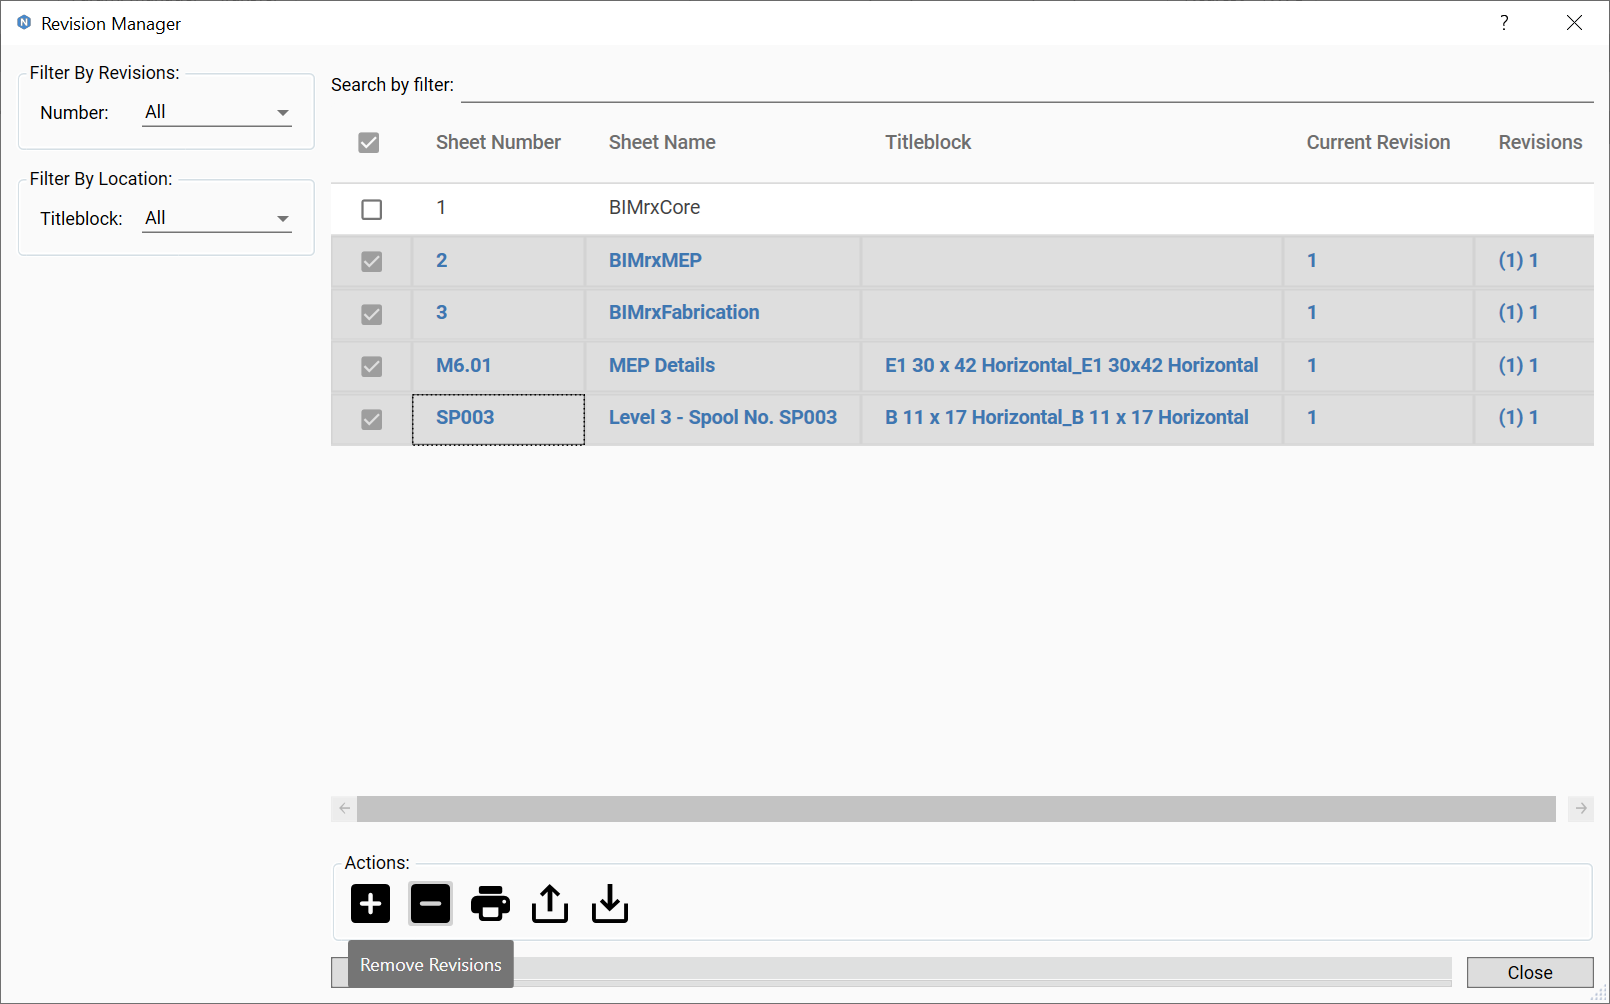 Revision Manager ?
Filter By Revisions:
Number: All
Filter By Location:
Titleblock: All
Search by filter:
Sheet Number Sheet Name Titleblock Current Revision Revisions
1 BIMrxCore
2 BIMrxMEP 1 (1) 1
3 BIMrxFabrication 1 (1) 1
M6.01 MEP Details E1 30 x 42 Horizontal_E1 30x42 Horizontal 1 (1) 1
SP003 Level 3 - Spool No. SP003 B 11 x 17 Horizontal_B 11 x 17 Horizontal 1 (1) 1
Actions:
Remove Revisions
Close